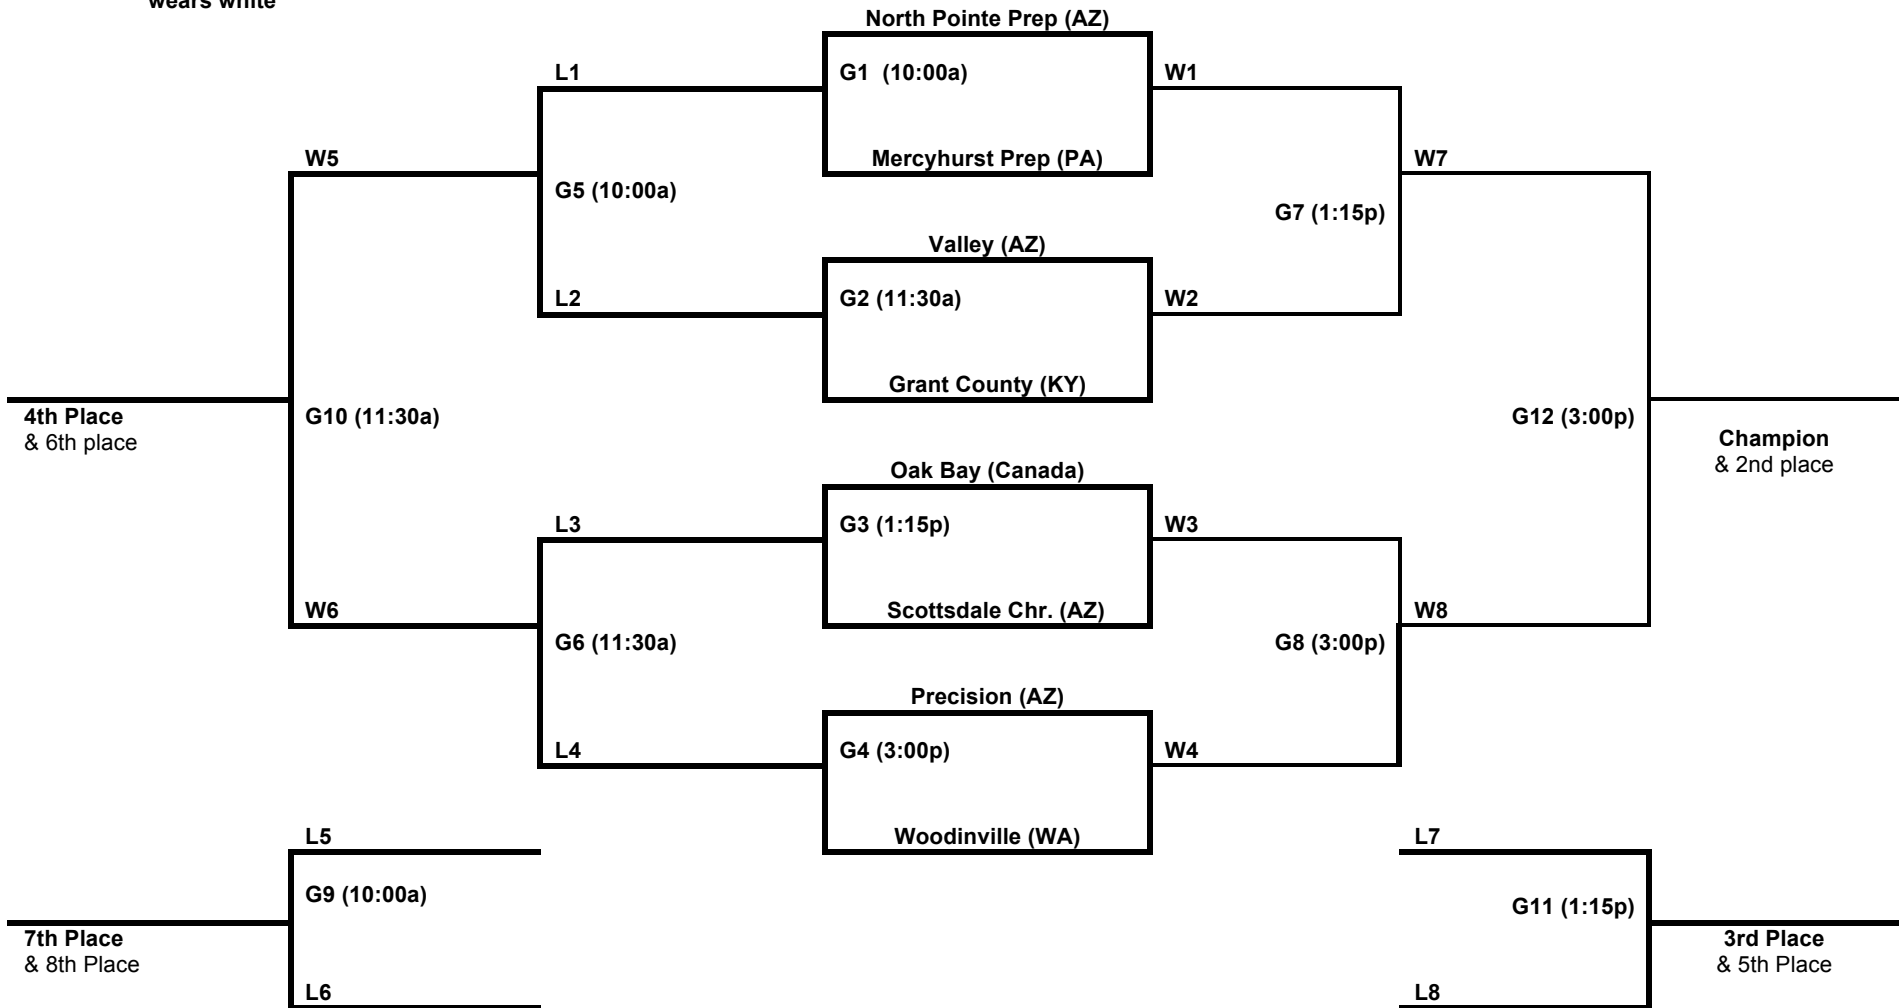 wears white
North Pointe Prep (AZ)
L1
G1 (10:00a)
W1
W5
Mercyhurst Prep (PA)
W7
G5 (10:00a)
G7 (1:15p)
Valley (AZ)
L2
G2 (11:30a)
W2
Grant County (KY)
4th Place
& 6th place
G10 (11:30a)
G12 (3:00p)
Champion
& 2nd place
Oak Bay (Canada)
L3
G3 (1:15p)
W3
W6
Scottsdale Chr. (AZ)
W8
G6 (11:30a)
G8 (3:00p)
Precision (AZ)
L4
G4 (3:00p)
W4
L5
Woodinville (WA)
L7
G9 (10:00a)
G11 (1:15p)
7th Place
& 8th Place
3rd Place
& 5th Place
L6
L8